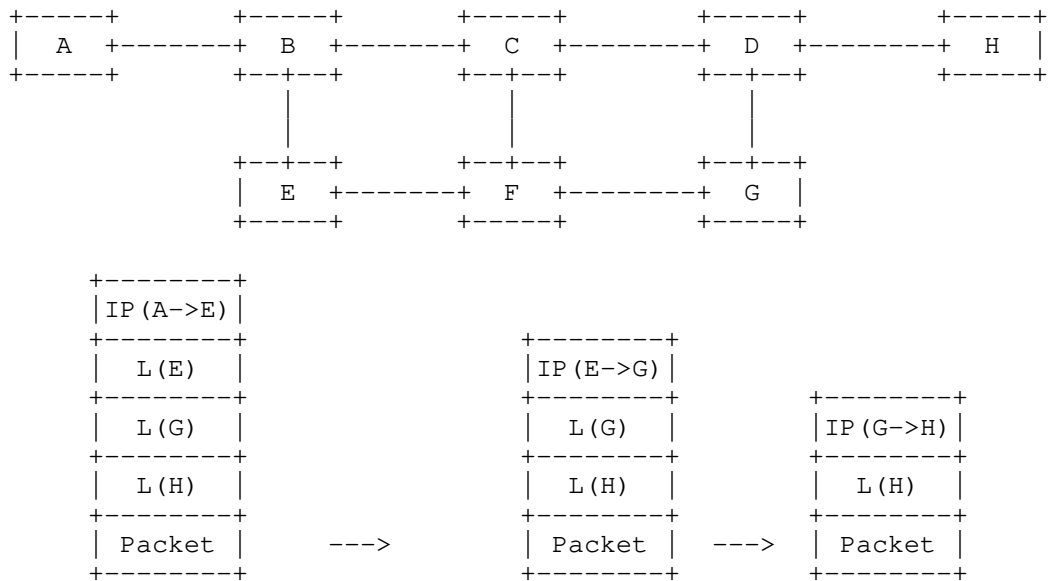 +-----+       +-----+       +-----+        +-----+        +-----+
|  A  +-------+  B  +-------+  C  +--------+  D  +--------+  H  |
+-----+       +--+--+       +--+--+        +--+--+        +-----+
                 |             |              |
                 |             |              |
              +--+--+       +--+--+        +--+--+
              |  E  +-------+  F  +--------+  G  |
              +-----+       +-----+        +-----+
     +--------+
     |IP(A->E)|
     +--------+                 +--------+
     |  L(E)  |                 |IP(E->G)|
     +--------+                 +--------+        +--------+
     |  L(G)  |                 |  L(G)  |        |IP(G->H)|
     +--------+                 +--------+        +--------+
     |  L(H)  |                 |  L(H)  |        |  L(H)  |
     +--------+                 +--------+        +--------+
     | Packet |     --->        | Packet |  --->  | Packet |
     +--------+                 +--------+        +--------+